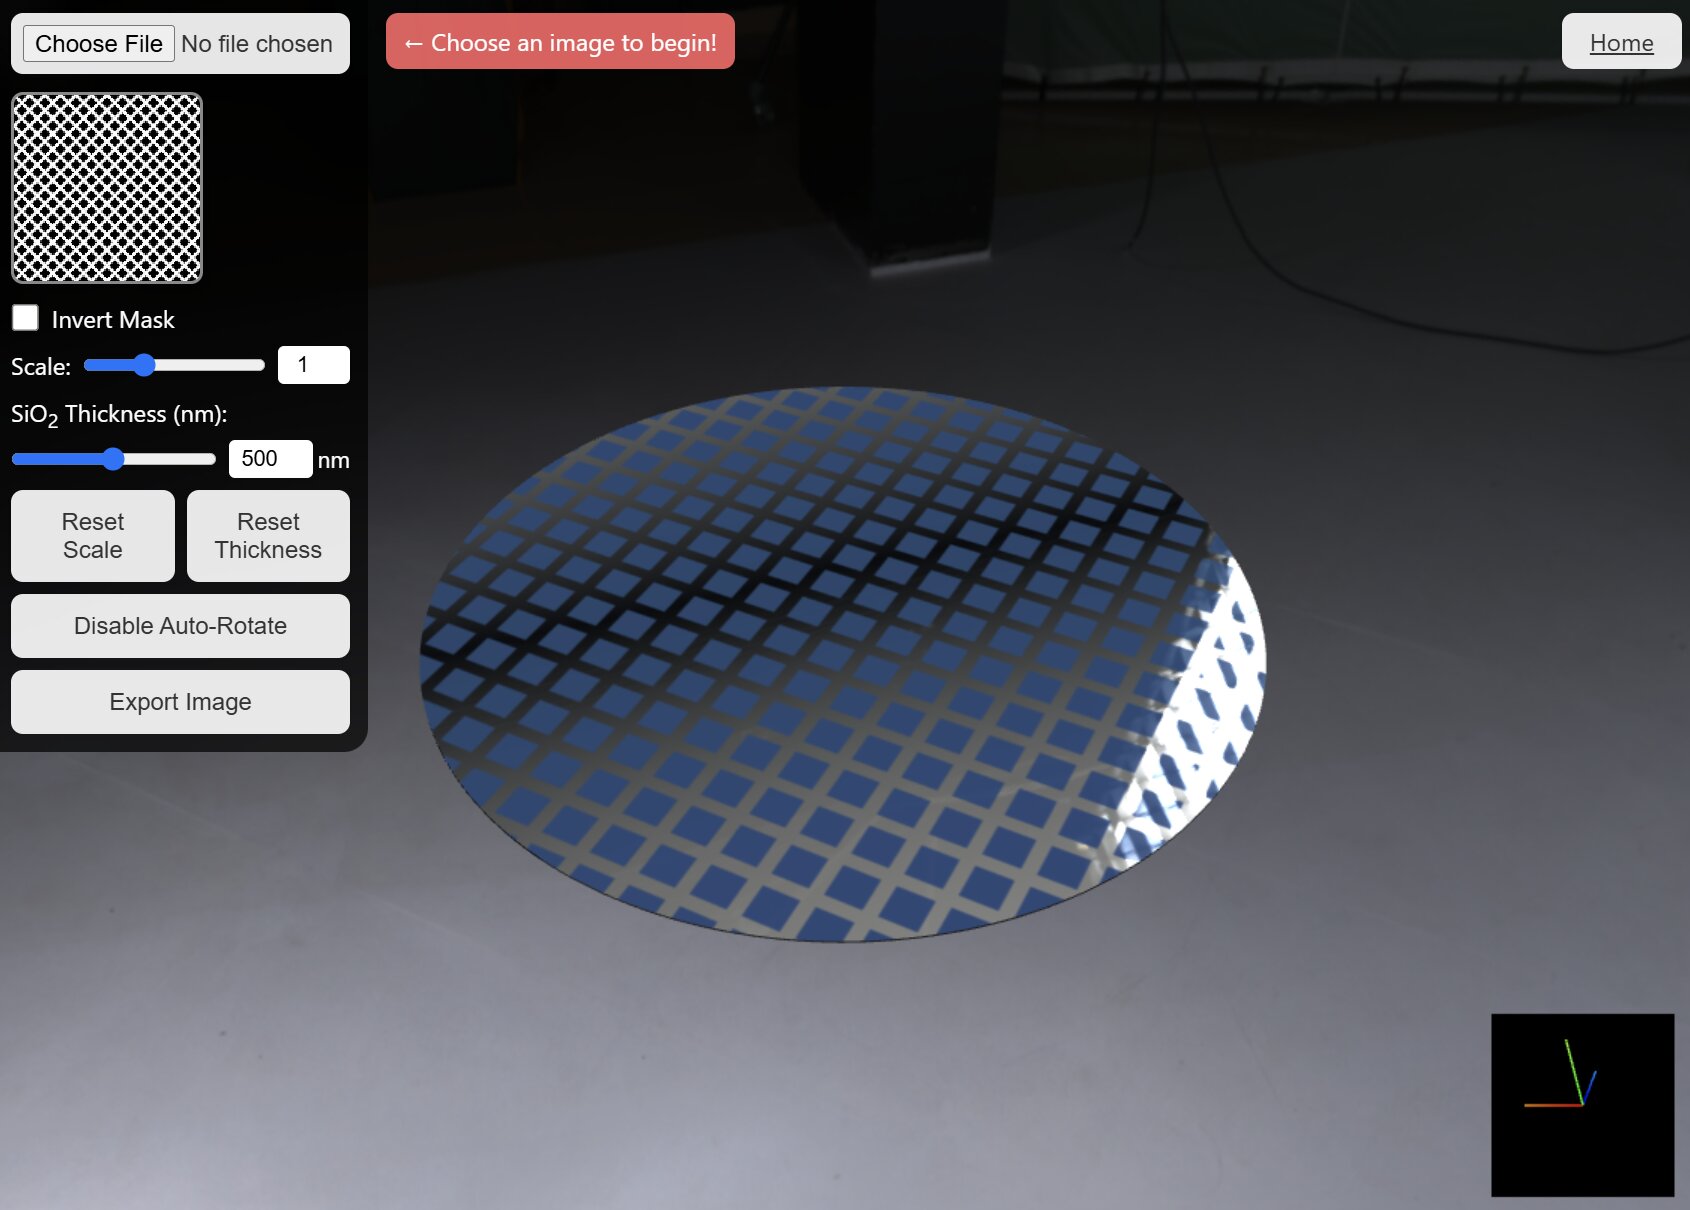 Choose File No file chosen
← Choose an image to begin!
Home
Invert Mask
Scale: 1
SiO2 Thickness (nm):
500 nm
Reset
Scale
Reset
Thickness
Disable Auto-Rotate
Export Image